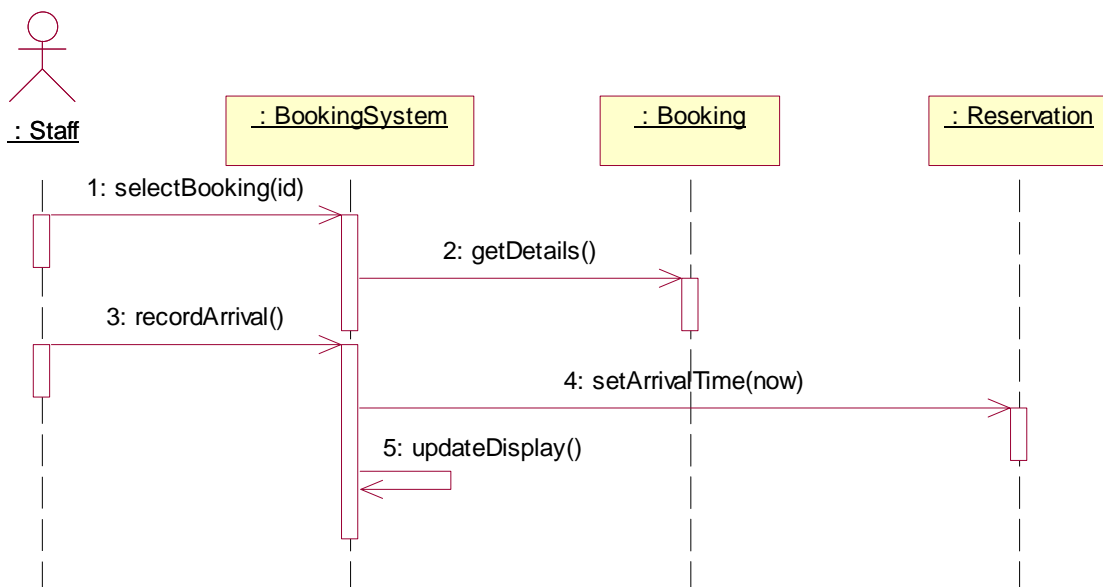 : Staff
: BookingSystem
: Booking
: Reservation
1: selectBooking(id)
2: getDetails()
3: recordArrival()
4: setArrivalTime(now)
5: updateDisplay()